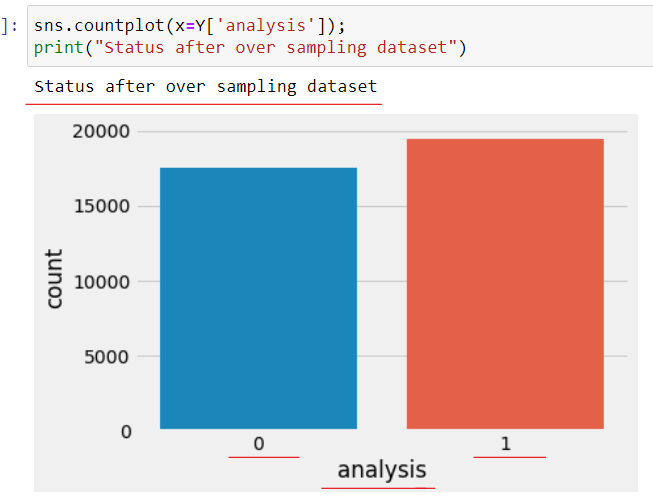 ]: sns.countplot(x=Y['analysis']);
print("Status after over sampling dataset")
Status after over sampling dataset
20000
15000
10000
5000
0
count
0 1
analysis